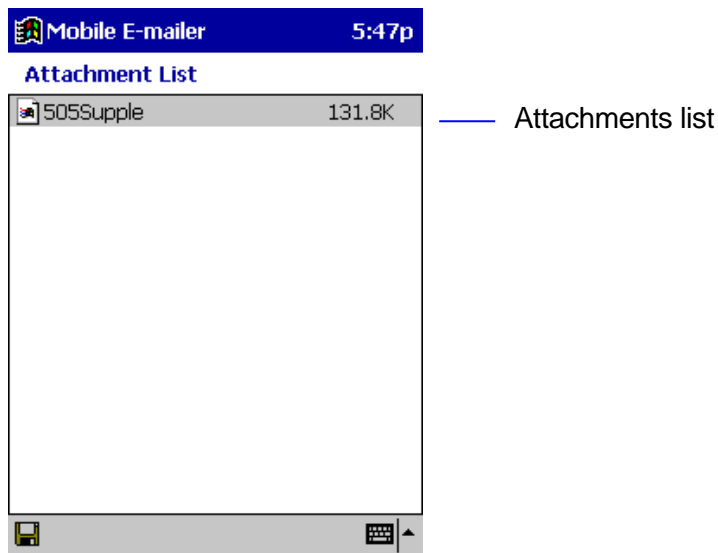 Mobile E-mailer 5:47p
Attachment List
505Supple 131.8K
Attachments list